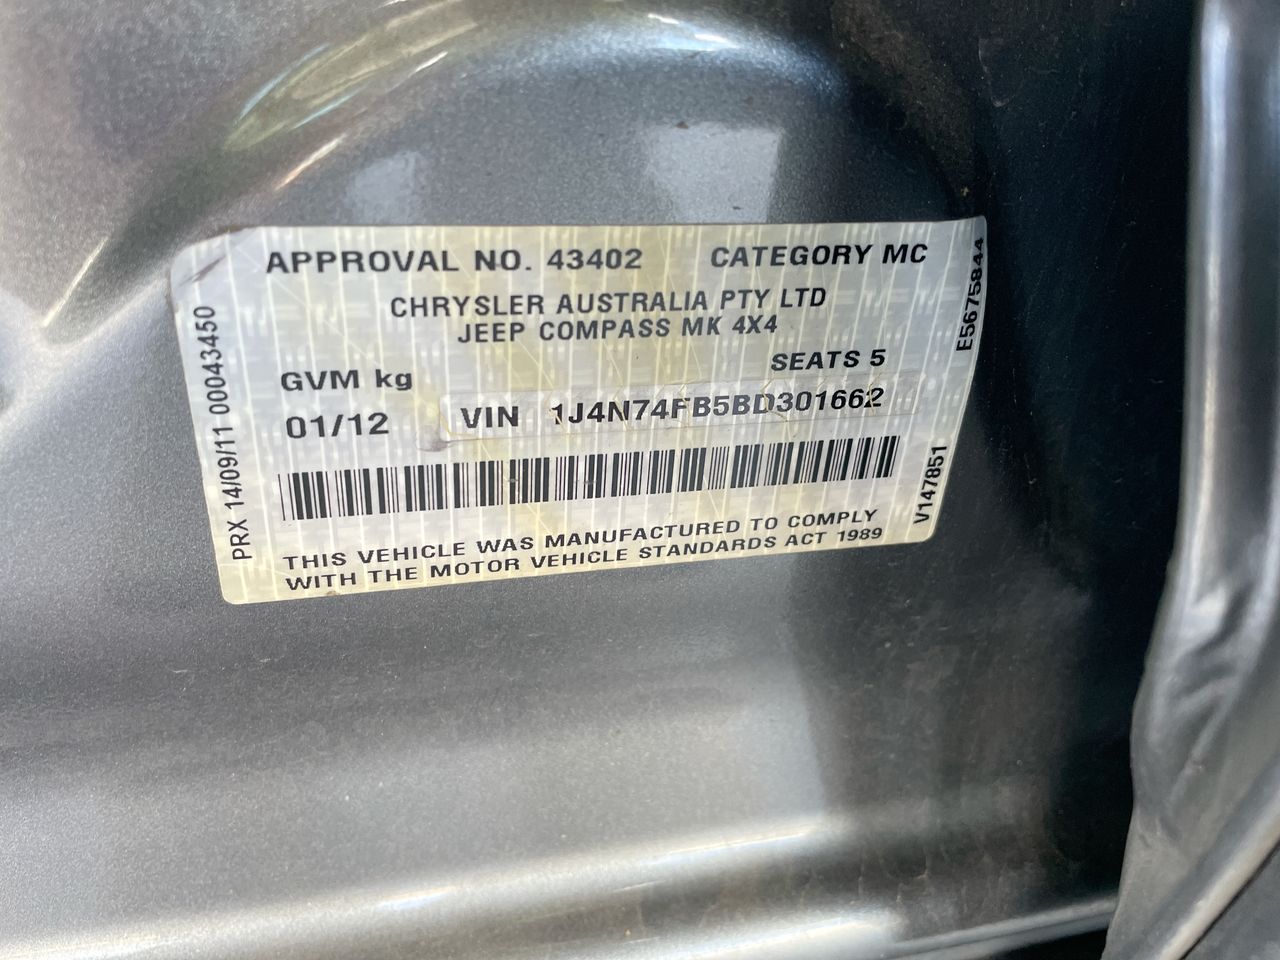 APPROVAL NO. 43402 CATEGORY MC
CHRYSLER AUSTRALIA PTY LTD
JEEP COMPASS MK 4X4
SEATS 5
GVM kg
01/12 VIN 1J4N74FB5BD301662
THIS VEHICLE WAS MANUFACTURED TO COMPLY
WITH THE MOTOR VEHICLE STANDARDS ACT 1989
PRX 14/09/11 00043450
E5675844
V147851